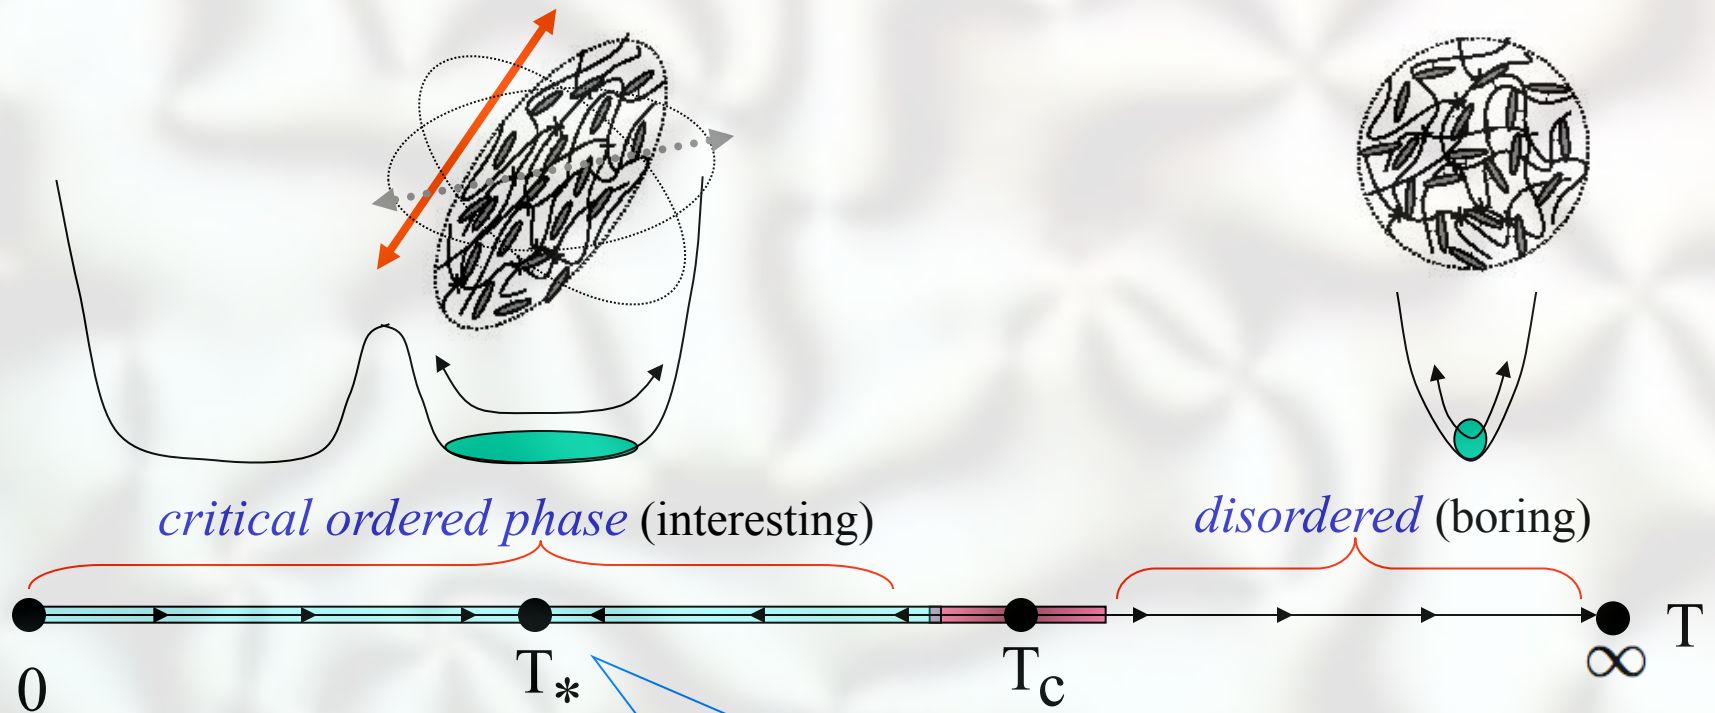 critical ordered phase (interesting)
disordered (boring)
0
T*
Tc
∞
T